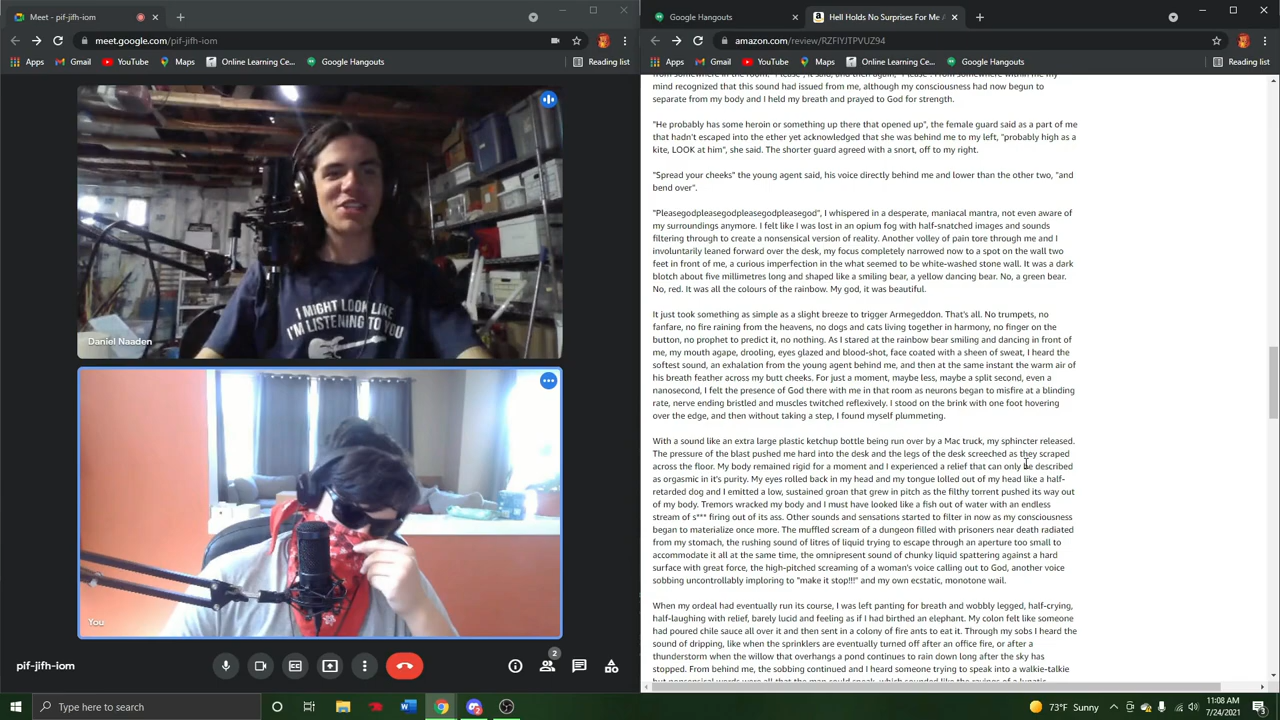 Meet - pif-jifh-iom
meet.google.com/pif-jifh-iom
Apps
Gmail
YouTube
Maps
Online Learning Ce...
Google Hangouts
Reading list
I MIGHT LOOK LIKE
I'M LISTENING TO YOU
Daniel Naaden
You
pif-jifh-iom
2
Google Hangouts
Hell Holds No Surprises For Me
amazon.com/review/RZFIYJTPVUZ94
Apps
Gmail
YouTube
Maps
Online Learning Ce...
Google Hangouts
Reading list
mind recognized that this sound had issued from me, although my consciousness had now begun to
separate from my body and I held my breath and prayed to God for strength.
"He probably has some heroin or something up there that opened up", the female guard said as a part of me
that hadn't escaped into the ether yet acknowledged that she was behind me to my left, "probably high as a
kite, LOOK at him", she said. The shorter guard agreed with a snort, off to my right.
"Spread your cheeks" the young agent said, his voice directly behind me and lower than the other two, "and
bend over".
"Pleasegodpleasegodpleasegodpleasegod", I whispered in a desperate, maniacal mantra, not even aware of
my surroundings anymore. I felt like I was lost in an opium fog with half-snatched images and sounds
filtering through to create a nonsensical version of reality. Another volley of pain tore through me and I
involuntarily leaned forward over the desk, my focus completely narrowed now to a spot on the wall two
feet in front of me, a curious imperfection in the what seemed to be white-washed stone wall. It was a dark
blotch about five millimetres long and shaped like a smiling bear, a yellow dancing bear. No, a green bear.
No, red. It was all the colours of the rainbow. My god, it was beautiful.
It just took something as simple as a slight breeze to trigger Armegeddon. That's all. No trumpets, no
fanfare, no fire raining from the heavens, no dogs and cats living together in harmony, no finger on the
button, no prophet to predict it, no nothing. As I stared at the rainbow bear smiling and dancing in front of
me, my mouth agape, drooling, eyes glazed and blood-shot, face coated with a sheen of sweat, I heard the
softest sound, an exhalation from the young agent behind me, and then at the same instant the warm air of
his breath feather across my butt cheeks. For just a moment, maybe less, maybe a split second, even a
nanosecond, I felt the presence of God there with me in that room as neurons began to misfire at a blinding
rate, nerve ending bristled and muscles twitched reflexively. I stood on the brink with one foot hovering
over the edge, and then without taking a step, I found myself plummeting.
With a sound like an extra large plastic ketchup bottle being run over by a Mac truck, my sphincter released.
The pressure of the blast pushed me hard into the desk and the legs of the desk screeched as they scraped
across the floor. My body remained rigid for a moment and I experienced a relief that can only be described
as orgasmic in it's purity. My eyes rolled back in my head and my tongue lolled out of my head like a half-
retarded dog and I emitted a low, sustained groan that grew in pitch as the filthy torrent pushed its way out
of my body. Tremors wracked my body and I must have looked like a fish out of water with an endless
stream of s*** firing out of its ass. Other sounds and sensations started to filter in now as my consciousness
began to materialize once more. The muffled scream of a dungeon filled with prisoners near death radiated
from my stomach, the rushing sound of litres of liquid trying to escape through an aperture too small to
accommodate it all at the same time, the omnipresent sound of chunky liquid spattering against a hard
surface with great force, the high-pitched screaming of a woman's voice calling out to God, another voice
sobbing uncontrollably imploring to "make it stop!!!" and my own ecstatic, monotone wail.
When my ordeal had eventually run its course, I was left panting for breath and wobbly legged, half-crying,
half-laughing with relief, barely lucid and feeling as if I had birthed an elephant. My colon felt like someone
had poured chile sauce all over it and then sent in a colony of fire ants to eat it. Through my sobs I heard the
sound of dripping, like when the sprinklers are eventually turned off after an office fire, or after a
thunderstorm when the willow that overhangs a pond continues to rain down long after the sky has
stopped. From behind me, the sobbing continued and I heard someone trying to speak into a walkie-talkie
Type here to search
73°F Sunny
11:08 AM
7/24/2021